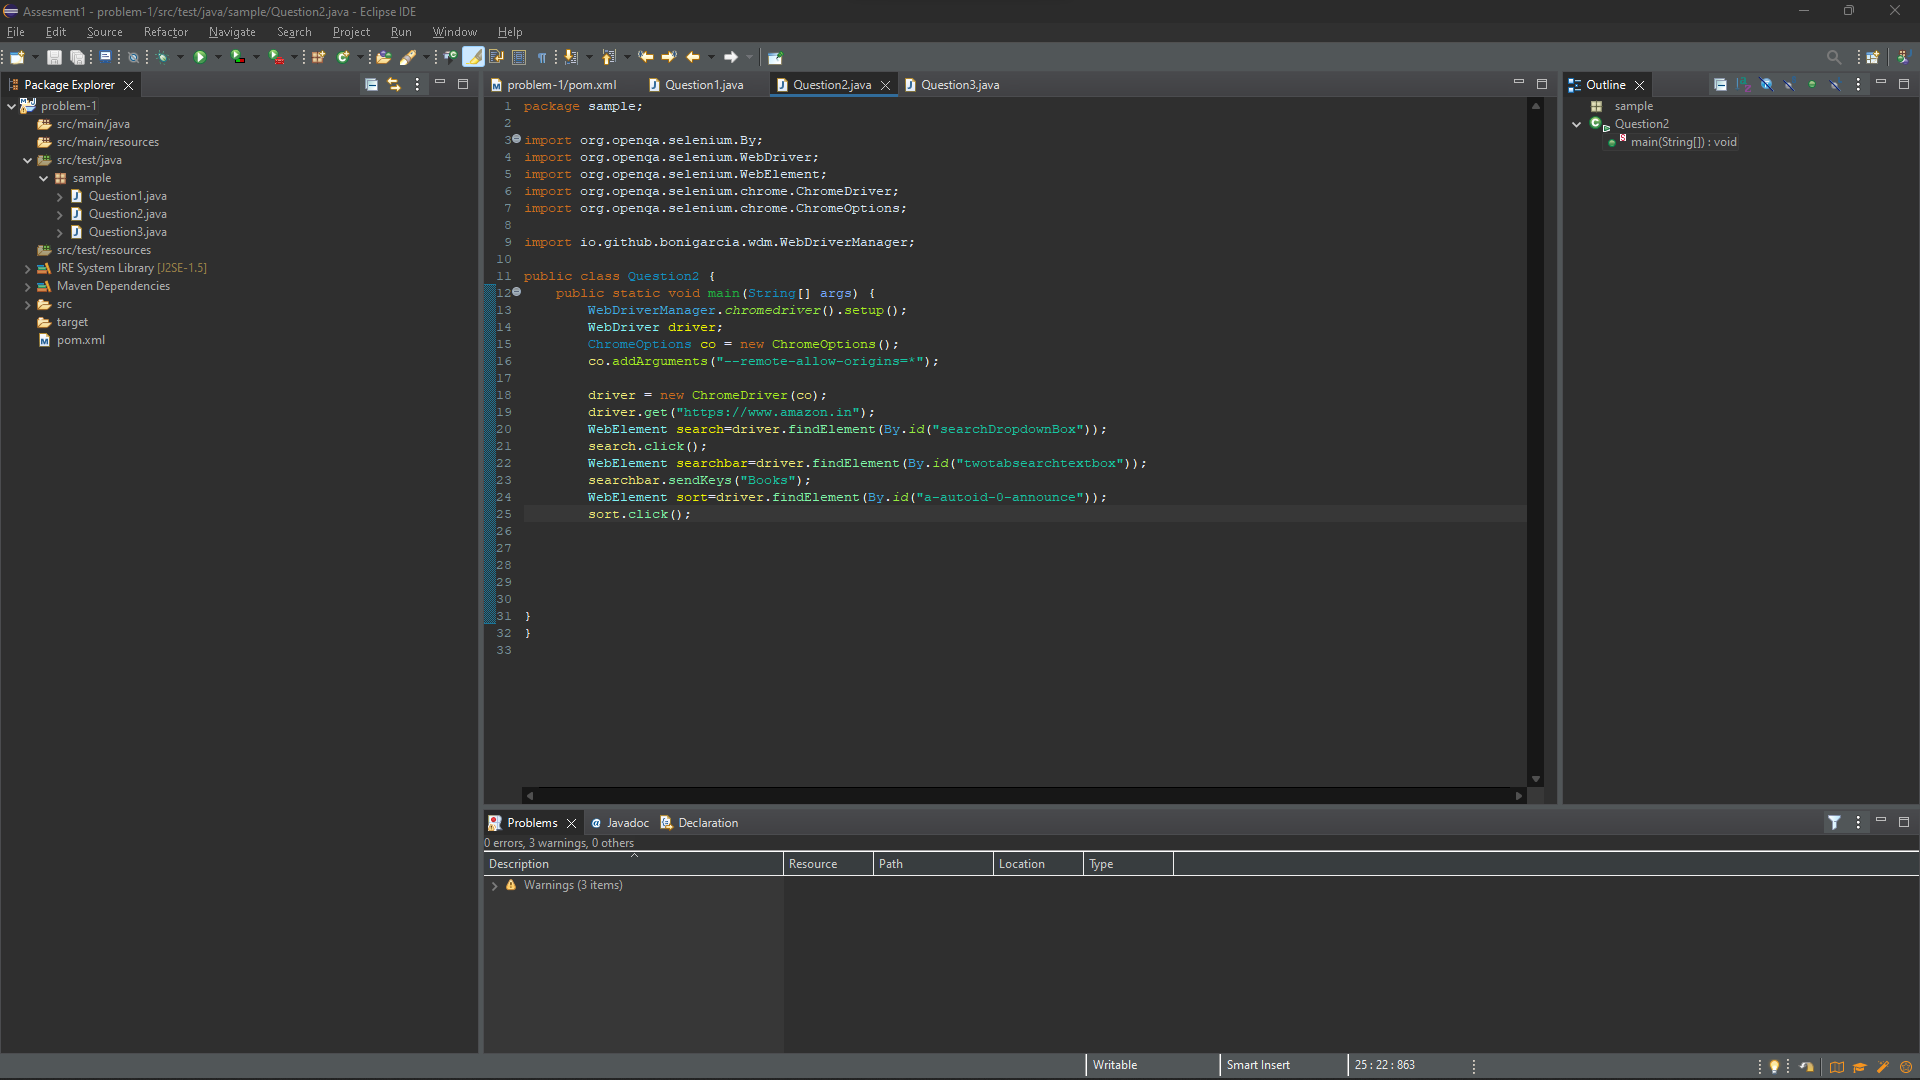 Assesment1 - problem-1/src/test/java/sample/Question2.java - Eclipse IDE
File Edit Source Refactor Navigate Search Project Run Window Help
Package Explorer
problem-1
src/main/java
src/main/resources
src/test/java
sample
Question1.java
Question2.java
Question3.java
src/test/resources
JRE System Library [J2SE-1.5]
Maven Dependencies
src
target
pom.xml
problem-1/pom.xml Question1.java Question2.java Question3.java
1 package sample;
2
3 import org.openqa.selenium.By;
4 import org.openqa.selenium.WebDriver;
5 import org.openqa.selenium.WebElement;
6 import org.openqa.selenium.chrome.ChromeDriver;
7 import org.openqa.selenium.chrome.ChromeOptions;
8
9 import io.github.bonigarcia.wdm.WebDriverManager;
10
11 public class Question2 {
12 public static void main(String[] args) {
13 WebDriverManager.chromedriver().setup();
14 WebDriver driver;
15 ChromeOptions co = new ChromeOptions();
16 co.addArguments("--remote-allow-origins=*");
17
18 driver = new ChromeDriver(co);
19 driver.get("https://www.amazon.in");
20 WebElement search=driver.findElement(By.id("searchDropdownBox"));
21 search.click();
22 WebElement searchbar=driver.findElement(By.id("twotabsearchtextbox"));
23 searchbar.sendKeys("Books");
24 WebElement sort=driver.findElement(By.id("a-autoid-0-announce"));
25 sort.click();
26
27
28
29
30
31 }
32 }
33
Outline
sample
Question2
main(String[]) : void
Problems Javadoc Declaration
0 errors, 3 warnings, 0 others
Description Resource Path Location Type
Warnings (3 items)
Writable Smart Insert 25 : 22 : 863